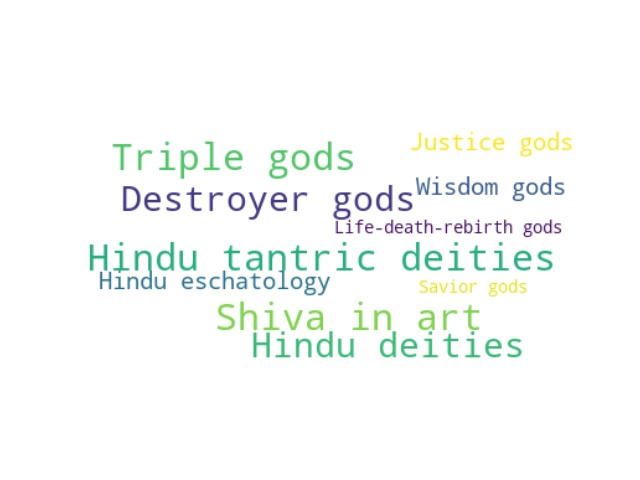 Justice gods
Triple gods
Wisdom gods
Destroyer gods
Life-death-rebirth gods
Hindu tantric deities
Hindu eschatology
Savior gods
Shiva in art
Hindu deities